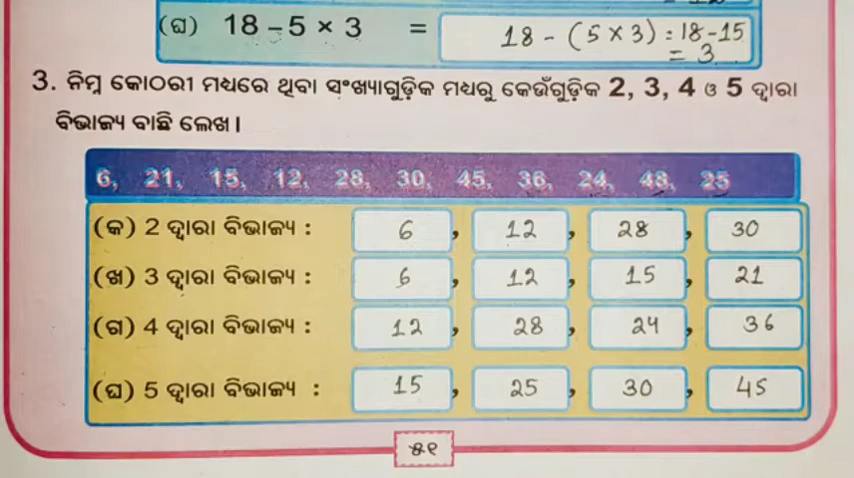 (ଘ) 18 – 5 × 3 = 18 - (5 × 3) = 18 - 15
= 3
3. ନିମ୍ନ କୋଠରୀ ମଧ୍ୟରେ ଥିବା ସଂଖ୍ୟାଗୁଡ଼ିକ ମଧ୍ୟରୁ କେଉଁଗୁଡ଼ିକ 2, 3, 4 ଓ 5 ଦ୍ୱାରା
ବିଭାଜ୍ୟ ବାଛି ଲେଖ।
6, 21, 15, 12, 28, 30, 45, 36, 24, 48, 25
(କ) 2 ଦ୍ୱାରା ବିଭାଜ୍ୟ : 6 , 12 , 28 , 30
(ଖ) 3 ଦ୍ୱାରା ବିଭାଜ୍ୟ : 6 , 12 , 15 , 21
(ଗ) 4 ଦ୍ୱାରା ବିଭାଜ୍ୟ : 12 , 28 , 24 , 36
(ଘ) 5 ଦ୍ୱାରା ବିଭାଜ୍ୟ : 15 , 25 , 30 , 45
୫୧